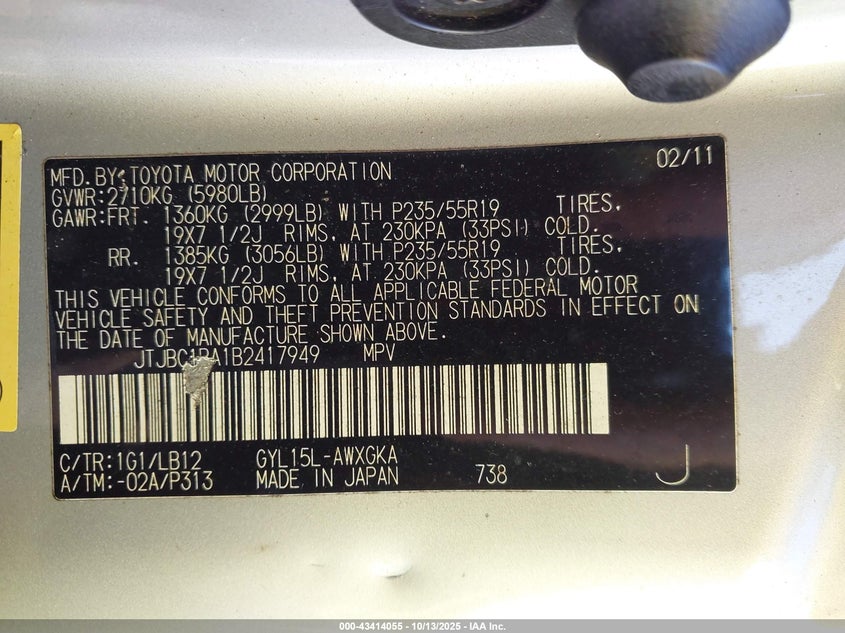 MFD.BY:TOYOTA MOTOR CORPORATION 02/11
GVWR:2710KG (5980LB)
GAWR:FRT. 1360KG (2999LB) WITH P235/55R19 TIRES,
19X7 1/2J RIMS, AT 230KPA (33PSI) COLD.
RR. 1385KG (3056LB) WITH P235/55R19 TIRES,
19X7 1/2J RIMS, AT 230KPA (33PSI) COLD.
THIS VEHICLE CONFORMS TO ALL APPLICABLE FEDERAL MOTOR
VEHICLE SAFETY AND THEFT PREVENTION STANDARDS IN EFFECT ON
THE DATE OF MANUFACTURE SHOWN ABOVE.
MPV
C/TR:1G1/LB12 GYL15L-AWXGKA
A/TM:-02A/P313 MADE IN JAPAN 738 J
000-43414055 - 10/13/2025 - IAA Inc.